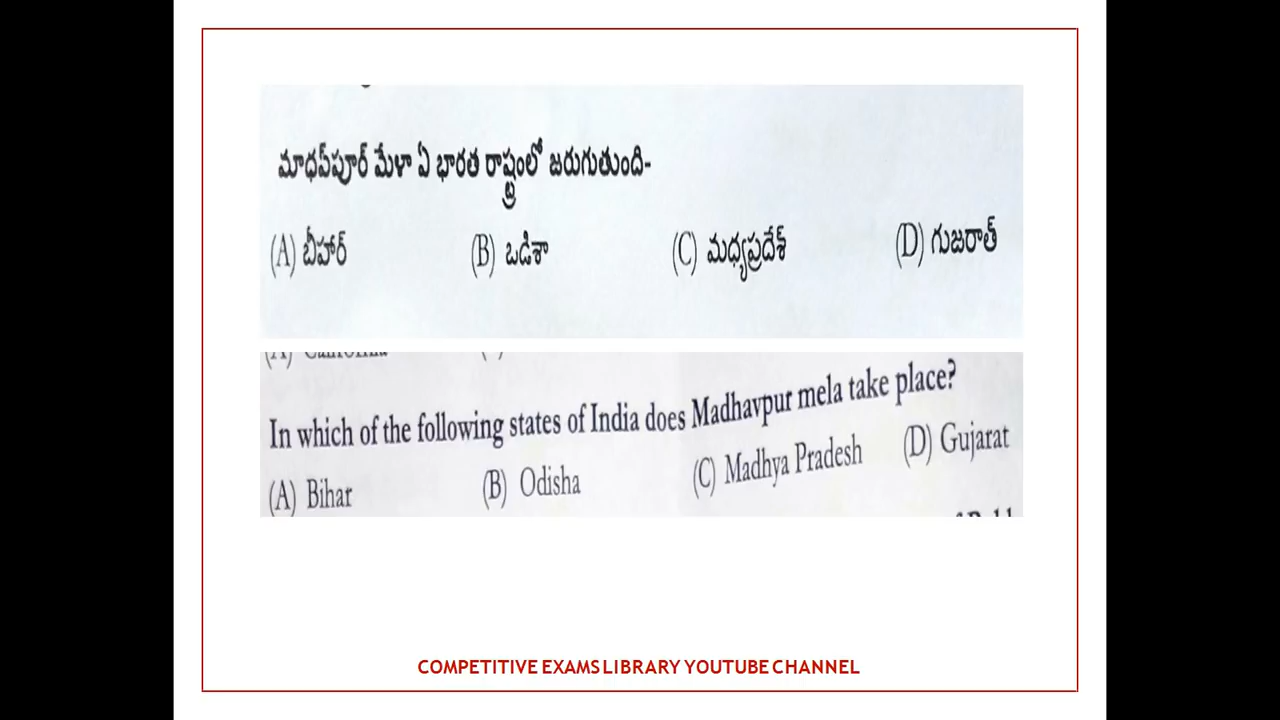 మాధవ్‌పూర్ మేళా ఏ భారత రాష్ట్రంలో జరుగుతుంది-
(A) బీహార్ (B) ఒడిశా (C) మధ్యప్రదేశ్ (D) గుజరాత్
In which of the following states of India does Madhavpur mela take place?
(A) Bihar (B) Odisha (C) Madhya Pradesh (D) Gujarat
COMPETITIVE EXAMS LIBRARY YOUTUBE CHANNEL